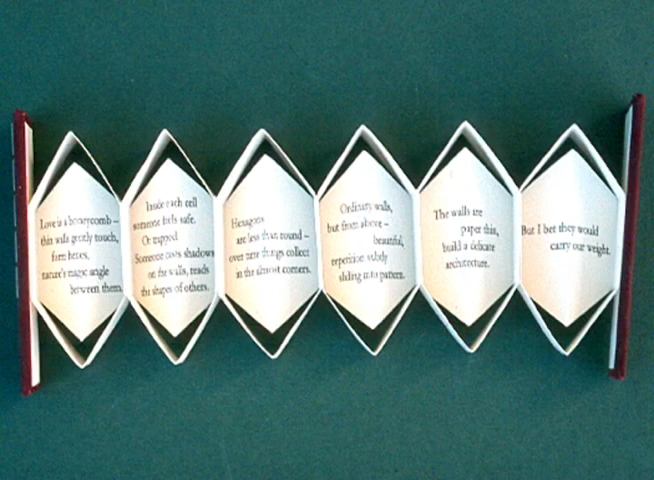 Love is a honeycomb –
thin walls gently touch,
form hexes,
nature's magic angle
between them.
Inside each cell
someone feels safe.
Or trapped.
Someone casts shadows
on the walls, reads
the shapes of others.
Hexagons
are less than round –
over time things collect
in the almost corners.
Ordinary walls,
but from above –
beautiful,
repetition subtly
sliding into pattern.
The walls are
paper thin,
build a delicate
architecture.
But I bet they would
carry our weight.